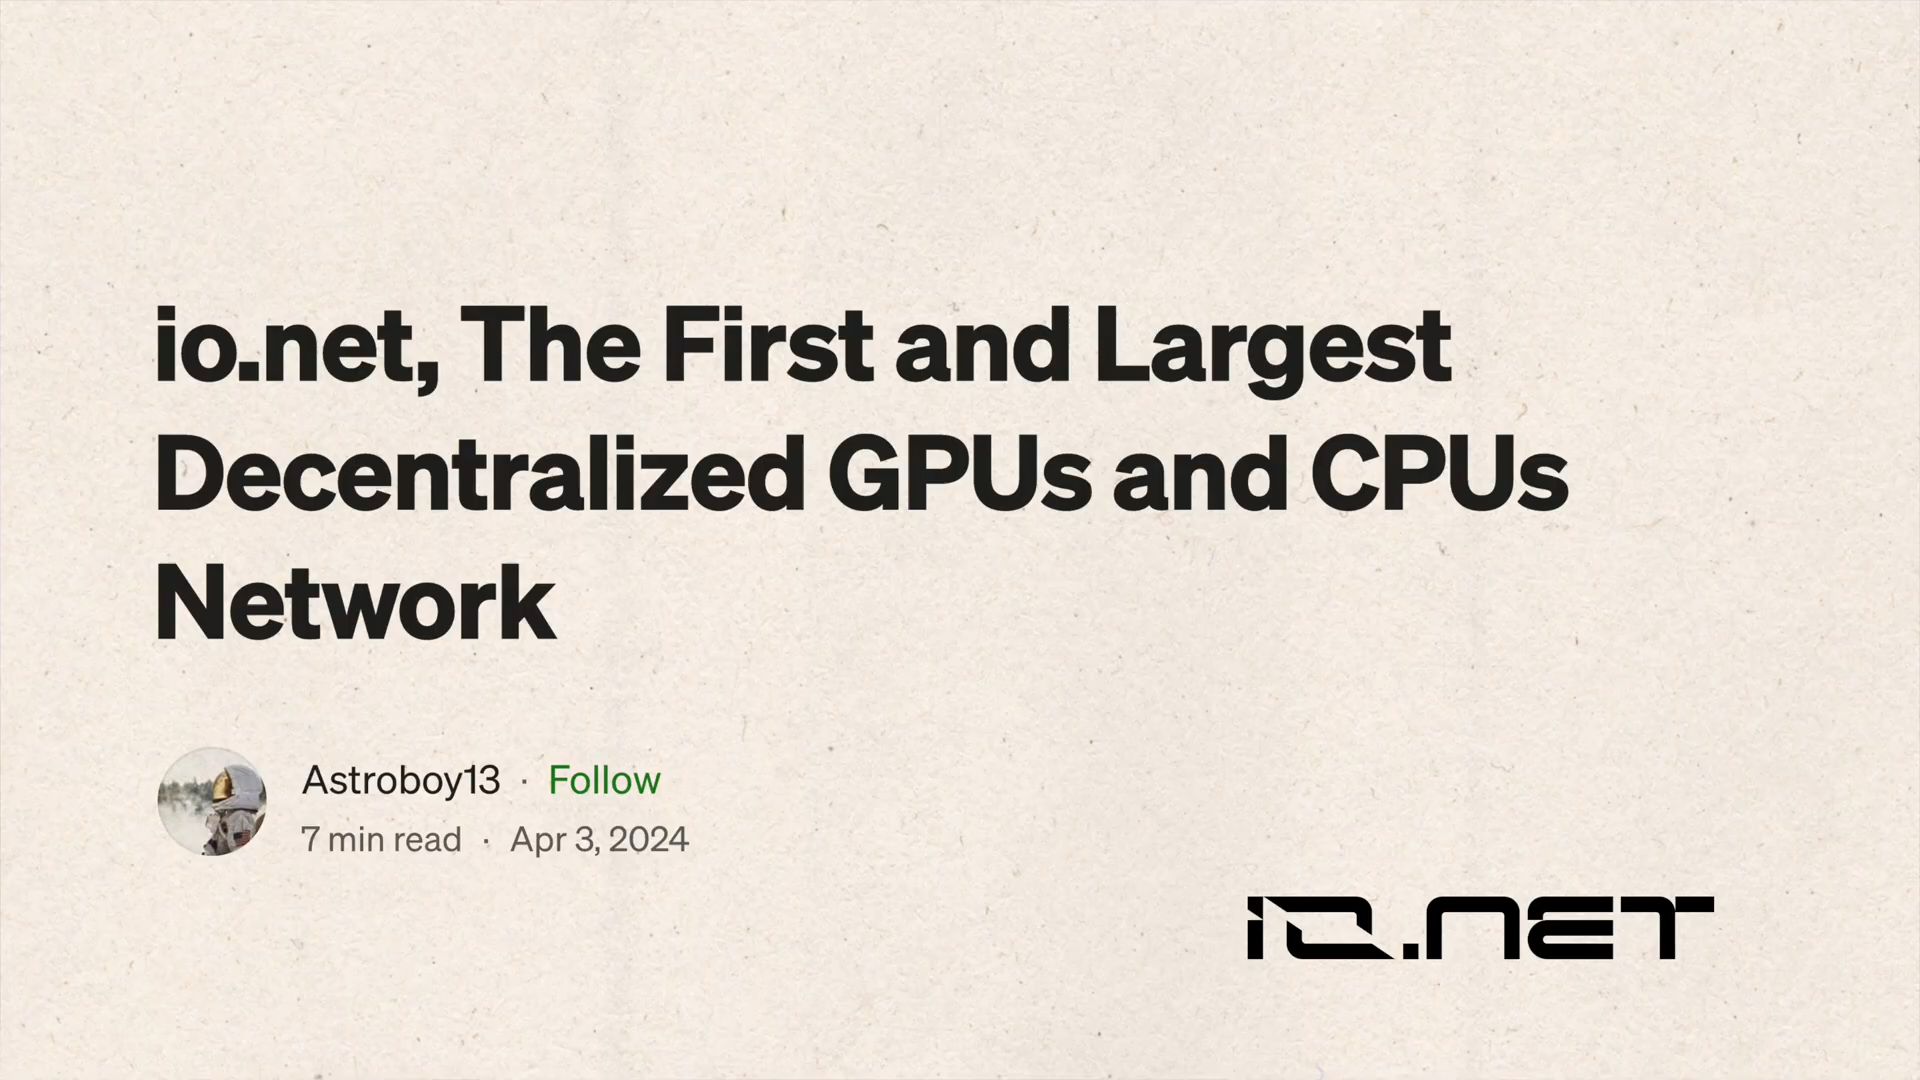 io.net, The First and Largest
Decentralized GPUs and CPUs
Network
Astroboy13 · Follow
7 min read · Apr 3, 2024
iO.NET